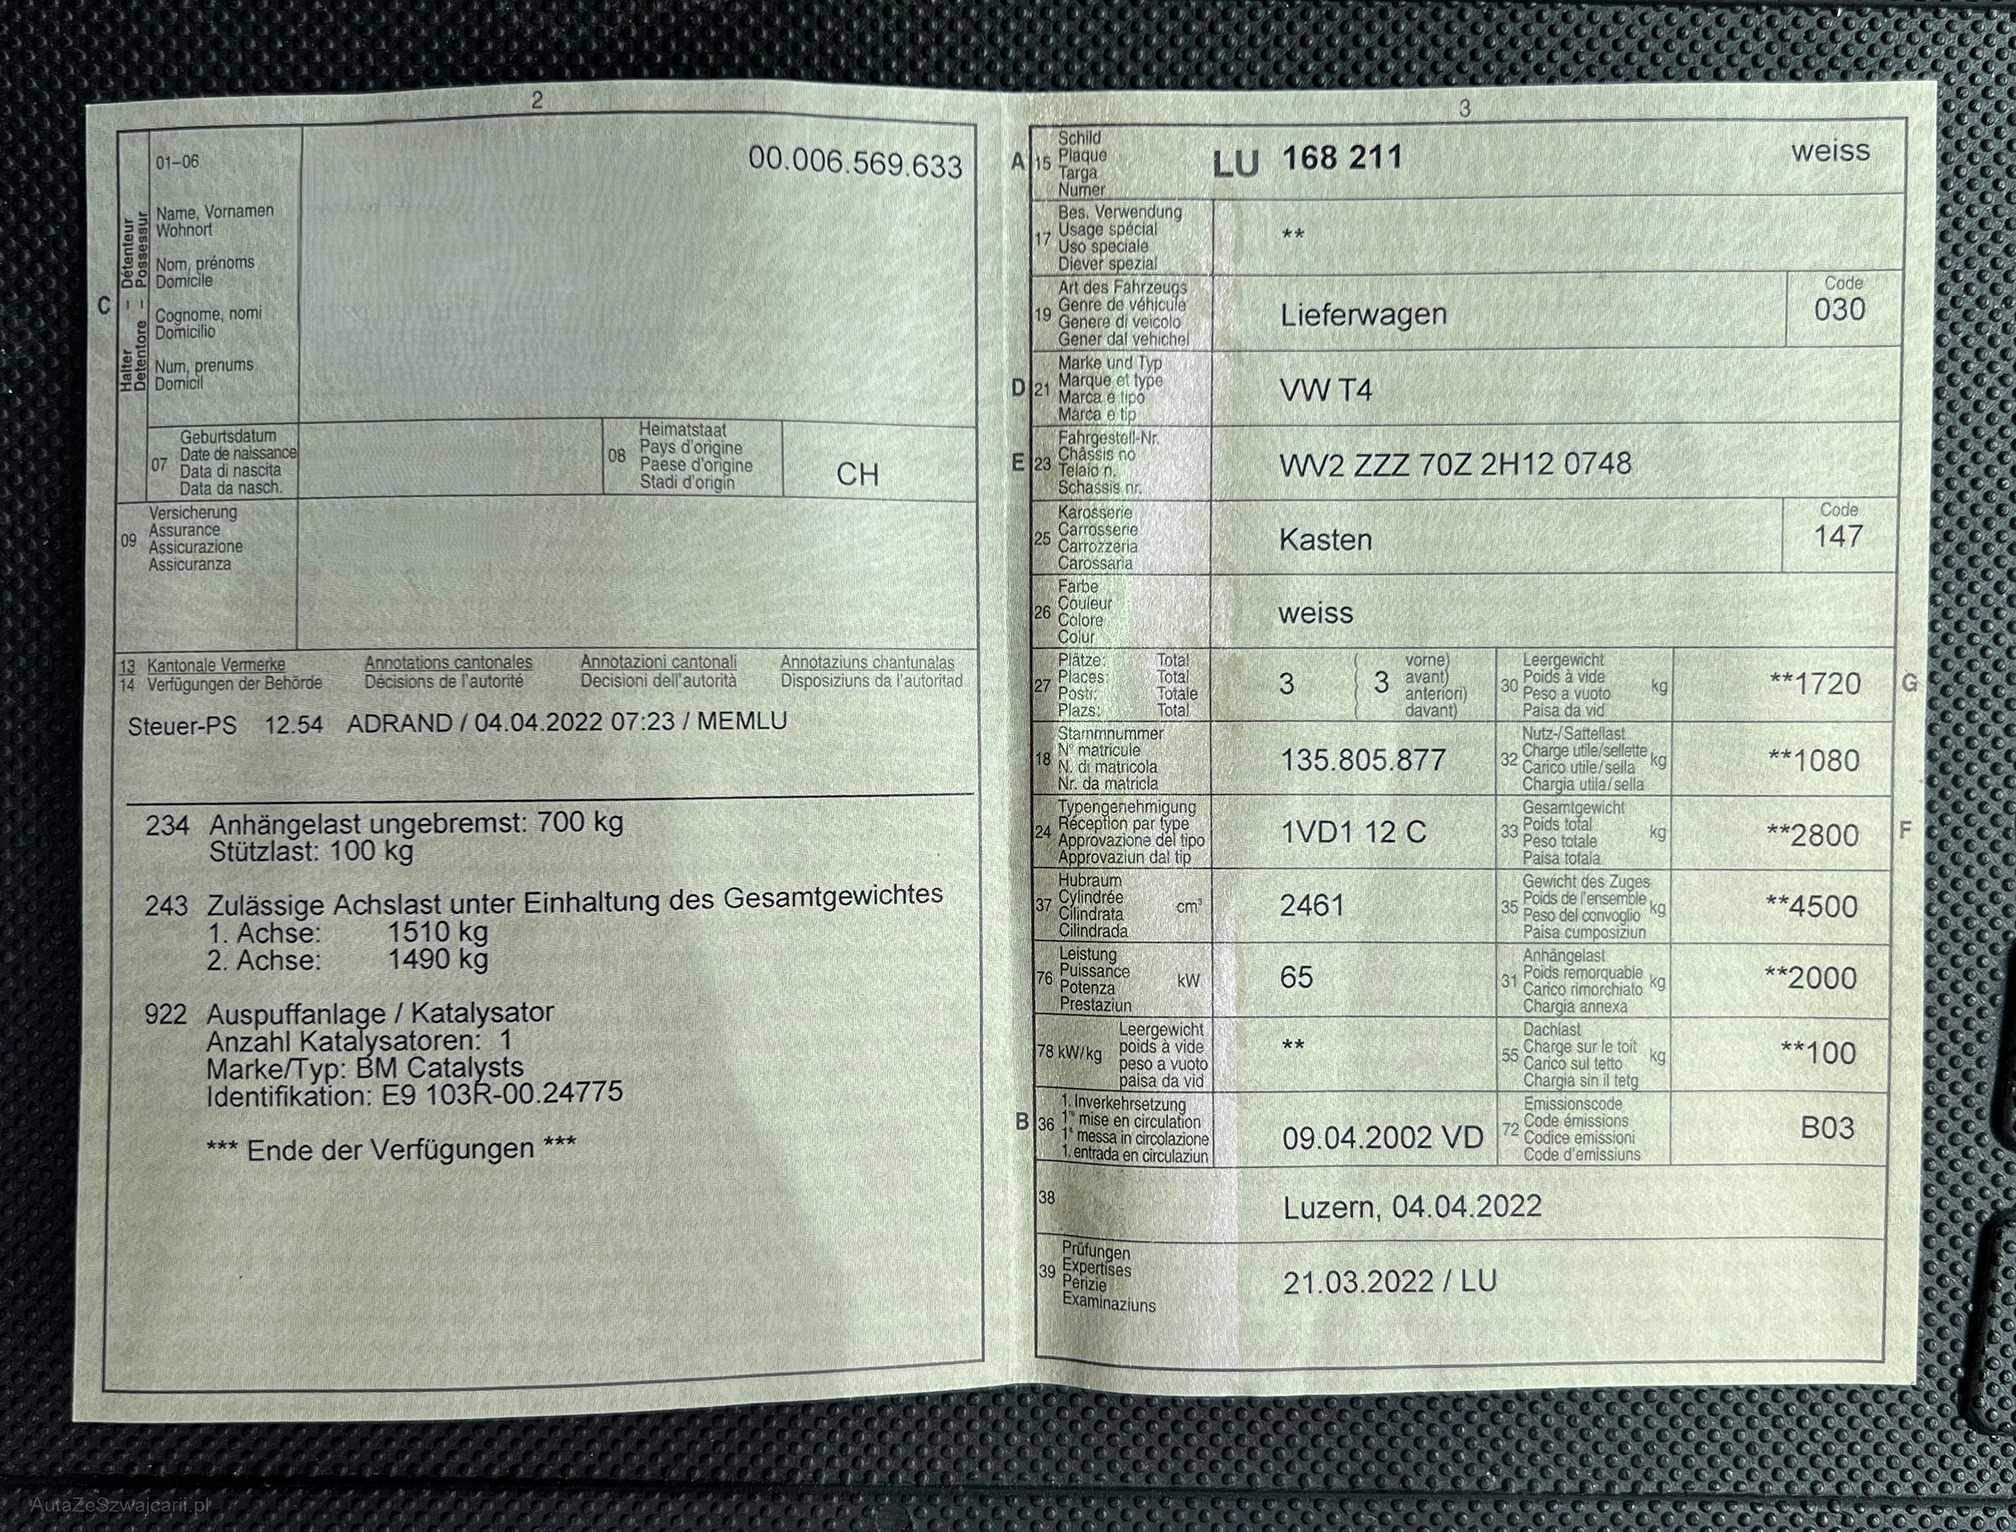 2
01–06
00.006.569.633
Name, Vornamen
Wohnort
Nom, prénoms
Domicile
Cognome, nomi
Domicilio
Num, prenums
Domicil
C
Halter – Détenteur
Detentore – Possessur
07
Geburtsdatum
Date de naissance
Data di nascita
Data da nasch.
08
Heimatstaat
Pays d'origine
Paese d'origine
Stadi d'origin
CH
09
Versicherung
Assurance
Assicurazione
Assicuranza
13 Kantonale Vermerke Annotations cantonales Annotazioni cantonali Annotaziuns chantunalas
14 Verfügungen der Behörde Décisions de l'autorité Decisioni dell'autorità Disposiziuns da l'autoritad
Steuer-PS 12.54 ADRAND / 04.04.2022 07:23 / MEMLU
234 Anhängelast ungebremst: 700 kg
Stützlast: 100 kg
243 Zulässige Achslast unter Einhaltung des Gesamtgewichtes
1. Achse: 1510 kg
2. Achse: 1490 kg
922 Auspuffanlage / Katalysator
Anzahl Katalysatoren: 1
Marke/Typ: BM Catalysts
Identifikation: E9 103R-00.24775
*** Ende der Verfügungen ***
3
A 15
Schild
Plaque
Targa
Numer
LU 168 211 weiss
17
Bes. Verwendung
Usage spécial
Uso speciale
Diever spezial
**
19
Art des Fahrzeugs
Genre de véhicule
Genere di veicolo
Gener dal vehichel
Lieferwagen
Code
030
D 21
Marke und Typ
Marque et type
Marca e tipo
Marca e tip
VW T4
E 23
Fahrgestell-Nr.
Châssis no
Telaio n.
Schassis nr.
WV2 ZZZ 70Z 2H12 0748
25
Karosserie
Carrosserie
Carrozzeria
Carossaria
Kasten
Code
147
26
Farbe
Couleur
Colore
Colur
weiss
27
Plätze: Total
Places: Total
Posti: Totale
Plazs: Total
3 ( 3 vorne)
( avant)
( anteriori)
( davant)
30
Leergewicht
Poids à vide
Peso a vuoto
Paisa da vid
kg
**1720
G
18
Stammnummer
N° matricule
N. di matricola
Nr. da matricla
135.805.877
32
Nutz-/Sattellast
Charge utile/sellette
Carico utile/sella
Chargia utila/sella
kg
**1080
24
Typengenehmigung
Réception par type
Approvazione del tipo
Approvaziun dal tip
1VD1 12 C
33
Gesamtgewicht
Poids total
Peso totale
Paisa totala
kg
**2800
F
37
Hubraum
Cylindrée
Cilindrata
Cilindrada
cm³
2461
35
Gewicht des Zuges
Poids de l'ensemble
Peso del convoglio
Paisa cumposiziun
kg
**4500
76
Leistung
Puissance
Potenza
Prestaziun
kW
65
31
Anhängelast
Poids remorquable
Carico rimorchiato
Chargia annexa
kg
**2000
78 kW/kg
Leergewicht
poids à vide
peso a vuoto
paisa da vid
**
55
Dachlast
Charge sur le toit
Carico sul tetto
Chargia sin il tetg
kg
**100
B 36
1. Inverkehrsetzung
1re mise en circulation
1a messa in circolazione
1. entrada en circulaziun
09.04.2002 VD
72
Emissionscode
Code émissions
Codice emissioni
Code d'emissiuns
B03
38
Luzern, 04.04.2022
39
Prüfungen
Expertises
Perizie
Examinaziuns
21.03.2022 / LU
AutaZeSzwajcarii.pl